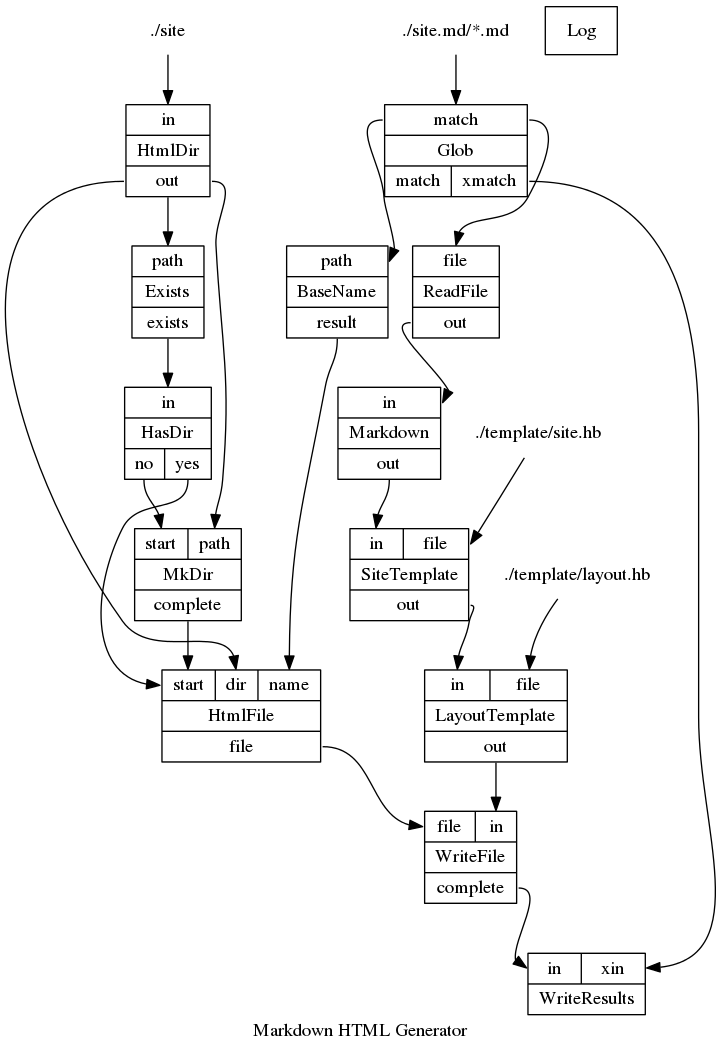 ./site
./site.md/*.md
Log
in
HtmlDir
out
match
Glob
match xmatch
path
Exists
exists
path
BaseName
result
file
ReadFile
out
in
HasDir
no yes
in
Markdown
out
./template/site.hb
start path
MkDir
complete
in file
SiteTemplate
out
./template/layout.hb
start dir name
HtmlFile
file
in file
LayoutTemplate
out
file in
WriteFile
complete
in xin
WriteResults
Markdown HTML Generator